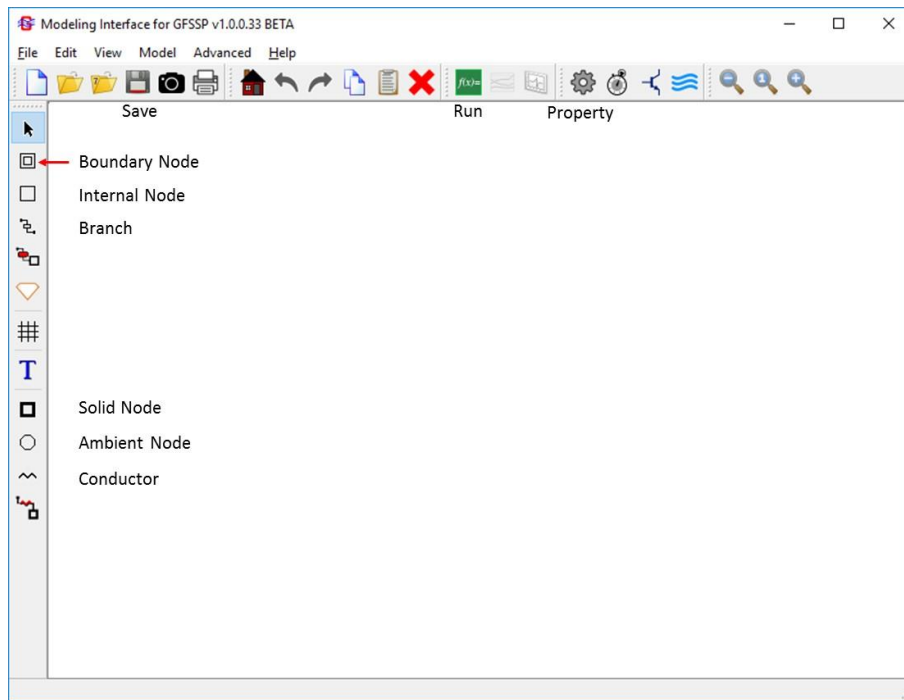 Modeling Interface for GFSSP v1.0.0.33 BETA
File Edit View Model Advanced Help
f(x)= 1
Save Run Property
Boundary Node
Internal Node
Branch
T
Solid Node
Ambient Node
Conductor